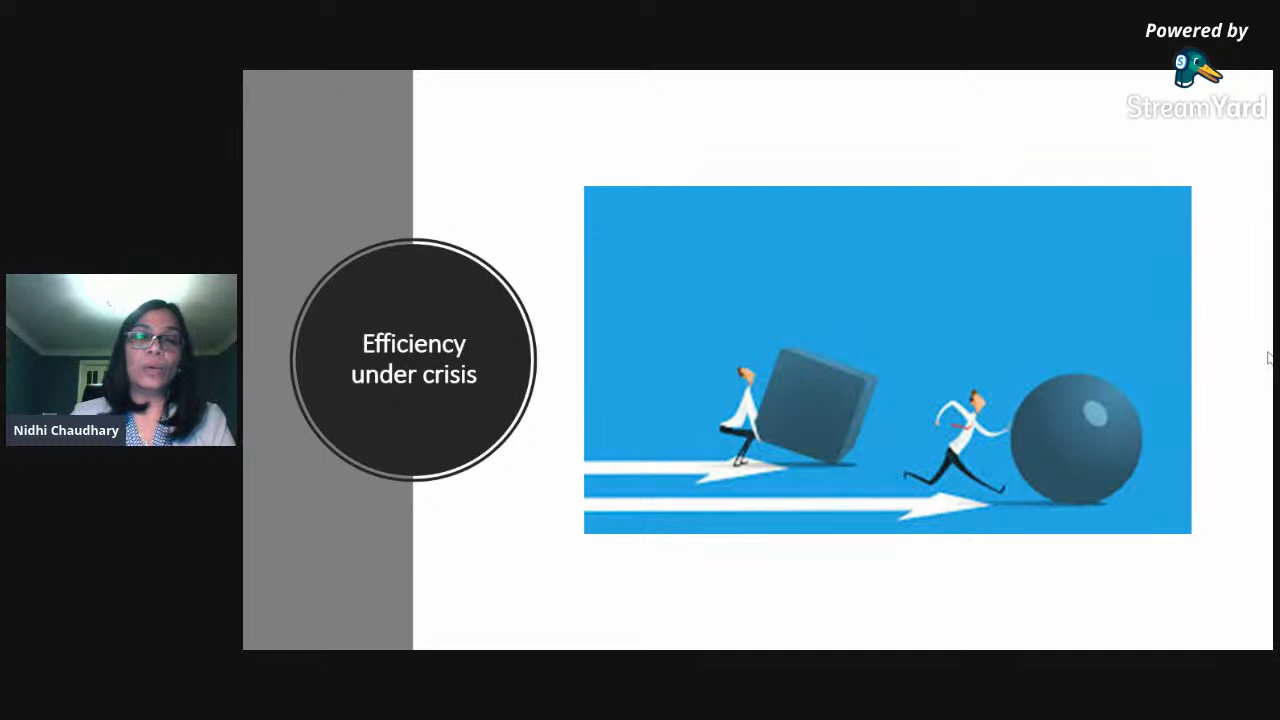 Powered by
StreamYard
Efficiency
under crisis
Nidhi Chaudhary